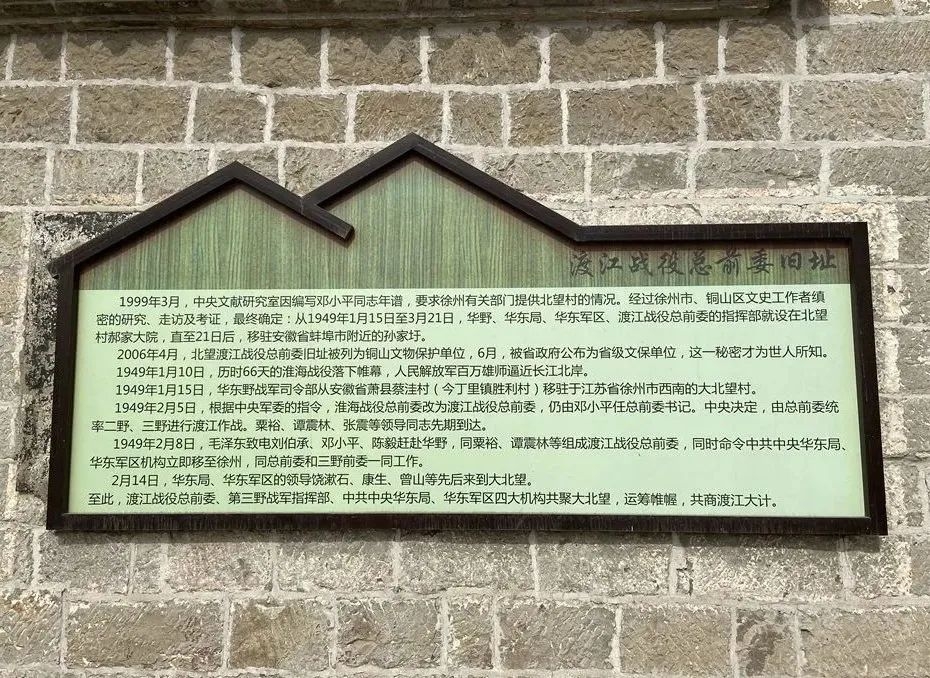 渡江战役总前委旧址
1999年3月，中央文献研究室因编写邓小平同志年谱，要求徐州有关部门提供北望村的情况。经过徐州市、铜山区文史工作者缜
密的研究、走访及考证，最终确定：从1949年1月15日至3月21日，华野、华东局、华东军区、渡江战役总前委的指挥部就设在北望
村郝家大院，直至21日后，移驻安徽省蚌埠市附近的孙家圩。
2006年4月，北望渡江战役总前委旧址被列为铜山文物保护单位，6月，被省政府公布为省级文保单位，这一秘密才为世人所知。
1949年1月10日，历时66天的淮海战役落下帷幕，人民解放军百万雄师逼近长江北岸。
1949年1月15日，华东野战军司令部从安徽省萧县蔡洼村（今丁里镇胜利村）移驻于江苏省徐州市西南的大北望村。
1949年2月5日，根据中央军委的指令，淮海战役总前委改为渡江战役总前委，仍由邓小平任总前委书记。中央决定，由总前委统
率二野、三野进行渡江作战。粟裕、谭震林、张震等领导同志先期到达。
1949年2月8日，毛泽东致电刘伯承、邓小平、陈毅赶赴华野，同粟裕、谭震林等组成渡江战役总前委，同时命令中共中央华东局、
华东军区机构立即移至徐州，同总前委和三野前委一同工作。
2月14日，华东局、华东军区的领导饶漱石、康生、曾山等先后来到大北望。
至此，渡江战役总前委、第三野战军指挥部、中共中央华东局、华东军区四大机构共聚大北望，运筹帷幄，共商渡江大计。